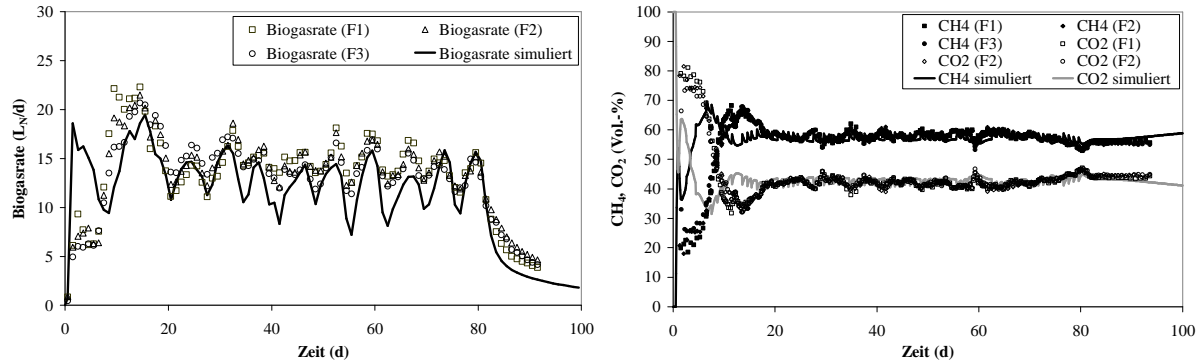 30
25
20
15
10
5
0
Biogasrate (L_N/d)
Biogasrate (F1)
Biogasrate (F2)
Biogasrate (F3)
Biogasrate simuliert
0
20
40
60
80
100
Zeit (d)
100
90
80
70
60
50
40
30
20
10
0
CH₄, CO₂ (Vol.-%)
CH4 (F1)
CH4 (F2)
CH4 (F3)
CO2 (F1)
CO2 (F2)
CO2 (F2)
CH4 simuliert
CO2 simuliert
0
20
40
60
80
100
Zeit (d)